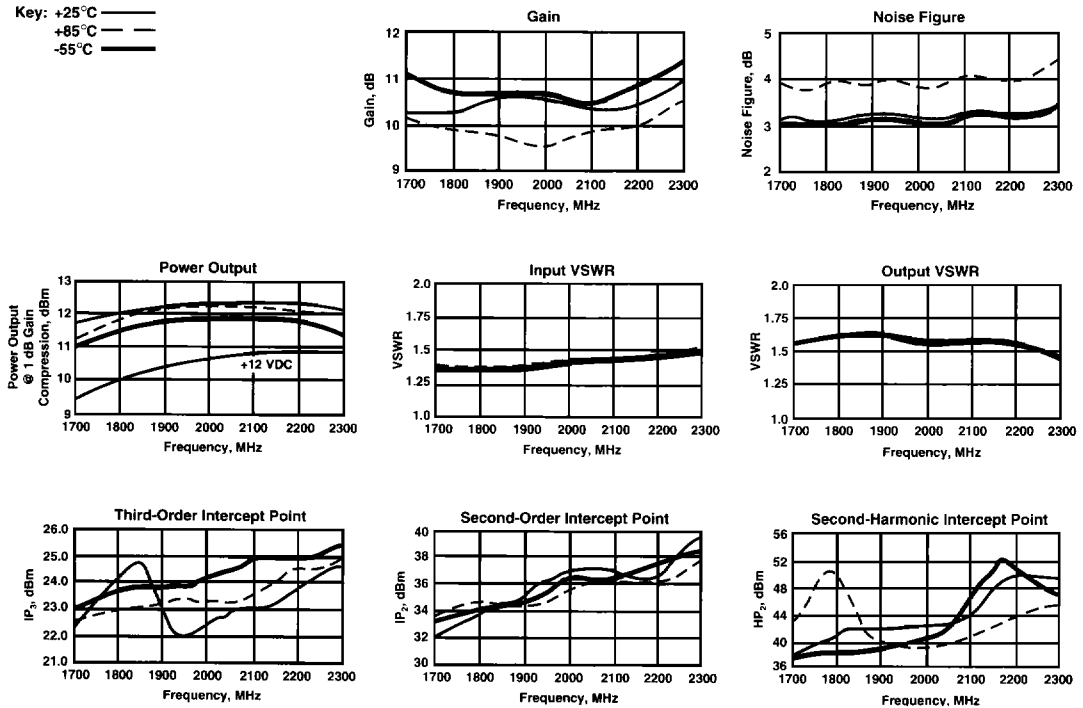 Key: +25°C
+85°C
-55°C
Gain
Gain, dB
12
11
10
9
1700 1800 1900 2000 2100 2200 2300
Frequency, MHz
Noise Figure
Noise Figure, dB
5
4
3
2
1700 1800 1900 2000 2100 2200 2300
Frequency, MHz
Power Output
Power Output
@ 1 dB Gain
Compression, dBm
13
12
11
10
9
+12 VDC
1700 1800 1900 2000 2100 2200 2300
Frequency, MHz
Input VSWR
VSWR
2.0
1.75
1.5
1.25
1.0
1700 1800 1900 2000 2100 2200 2300
Frequency, MHz
Output VSWR
VSWR
2.0
1.75
1.5
1.25
1.0
1700 1800 1900 2000 2100 2200 2300
Frequency, MHz
Third-Order Intercept Point
IP3, dBm
26.0
25.0
24.0
23.0
22.0
21.0
1700 1800 1900 2000 2100 2200 2300
Frequency, MHz
Second-Order Intercept Point
IP2, dBm
40
38
36
34
32
30
1700 1800 1900 2000 2100 2200 2300
Frequency, MHz
Second-Harmonic Intercept Point
HP2, dBm
56
52
48
44
40
36
1700 1800 1900 2000 2100 2200 2300
Frequency, MHz